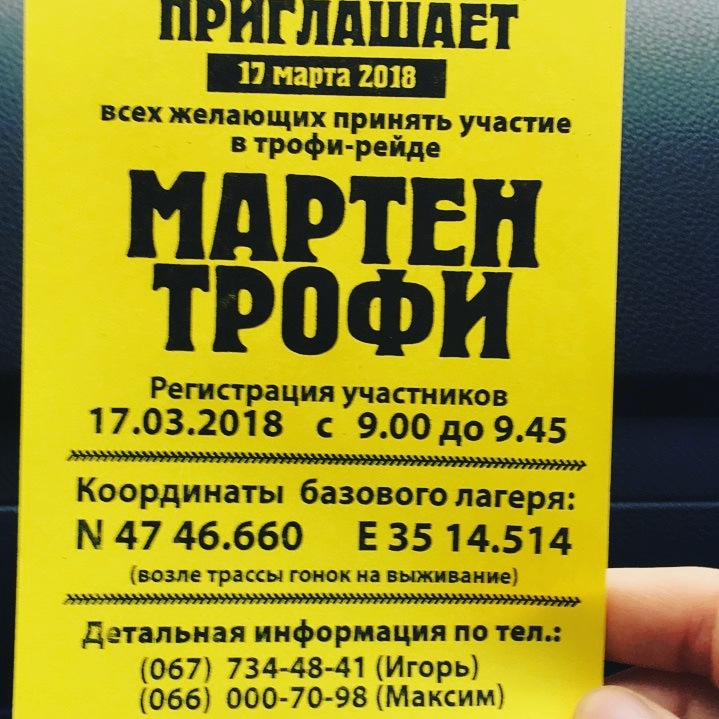 ПРИГЛАШАЕТ
17 марта 2018
всех желающих принять участие
в трофи-рейде
МАРТЕН
ТРОФИ
Регистрация участников
17.03.2018 с 9.00 до 9.45
Координаты базового лагеря:
N 47 46.660 E 35 14.514
(возле трассы гонок на выживание)
Детальная информация по тел.:
(067) 734-48-41 (Игорь)
(066) 000-70-98 (Максим)